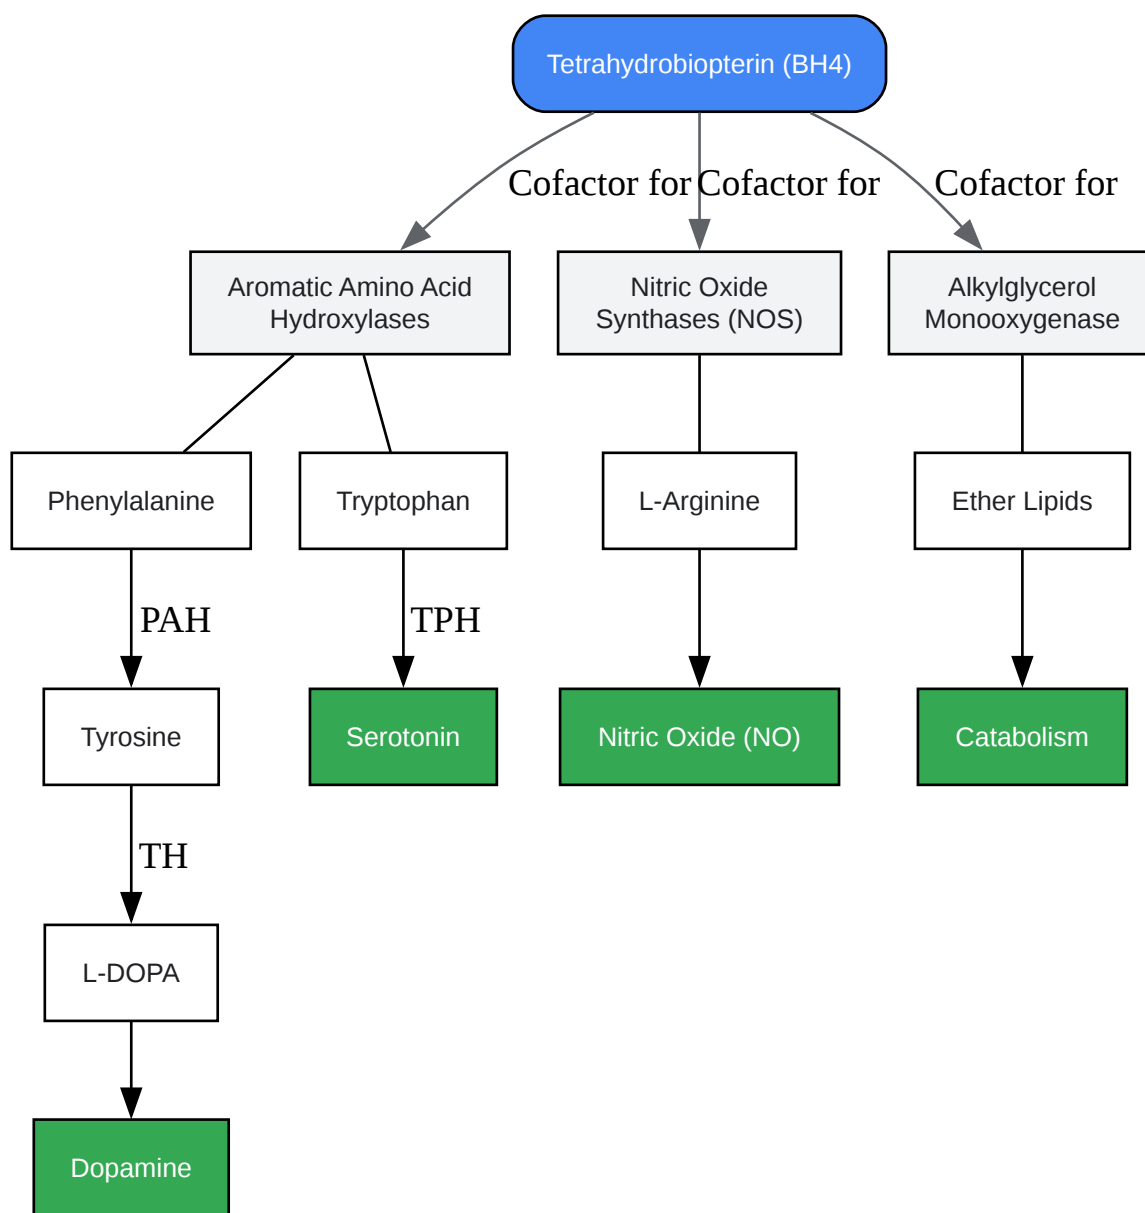 Tetrahydrobiopterin (BH4)
Cofactor for
Cofactor for
Cofactor for
Aromatic Amino Acid
Hydroxylases
Nitric Oxide
Synthases (NOS)
Alkylglycerol
Monooxygenase
Phenylalanine
Tryptophan
L-Arginine
Ether Lipids
PAH
TPH
Tyrosine
Serotonin
Nitric Oxide (NO)
Catabolism
TH
L-DOPA
Dopamine